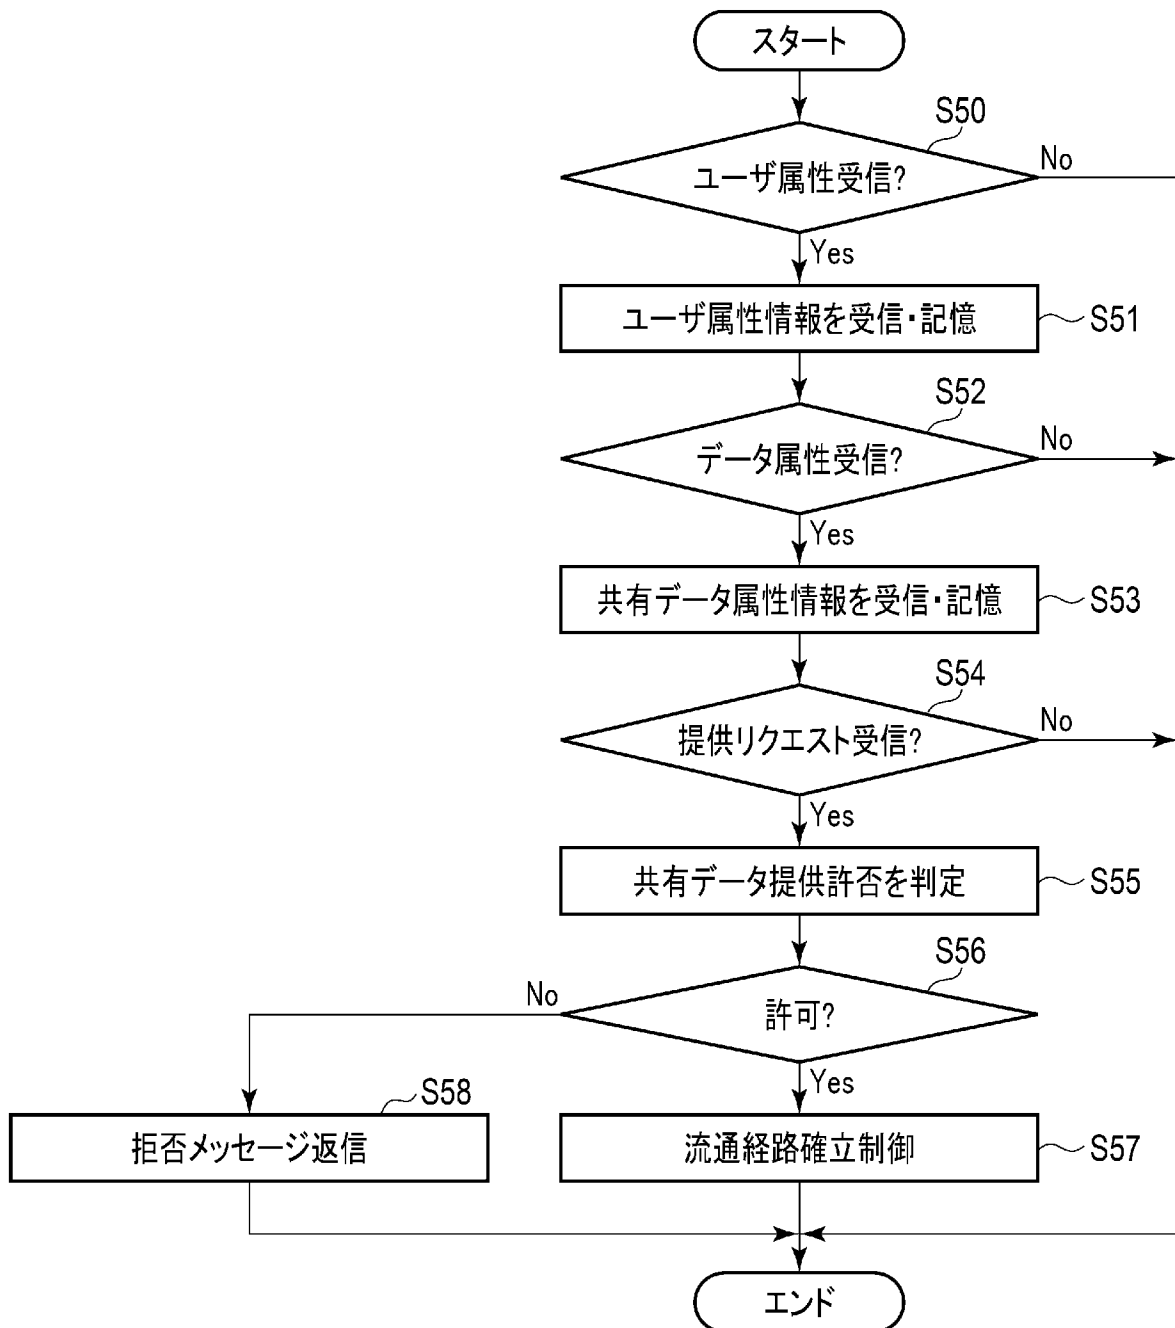 スタート
S50
ユーザ属性受信?
No
Yes
ユーザ属性情報を受信・記憶
S51
S52
データ属性受信?
No
Yes
共有データ属性情報を受信・記憶
S53
S54
提供リクエスト受信?
No
Yes
共有データ提供許否を判定
S55
S56
許可?
No
Yes
S58
拒否メッセージ返信
流通経路確立制御
S57
エンド